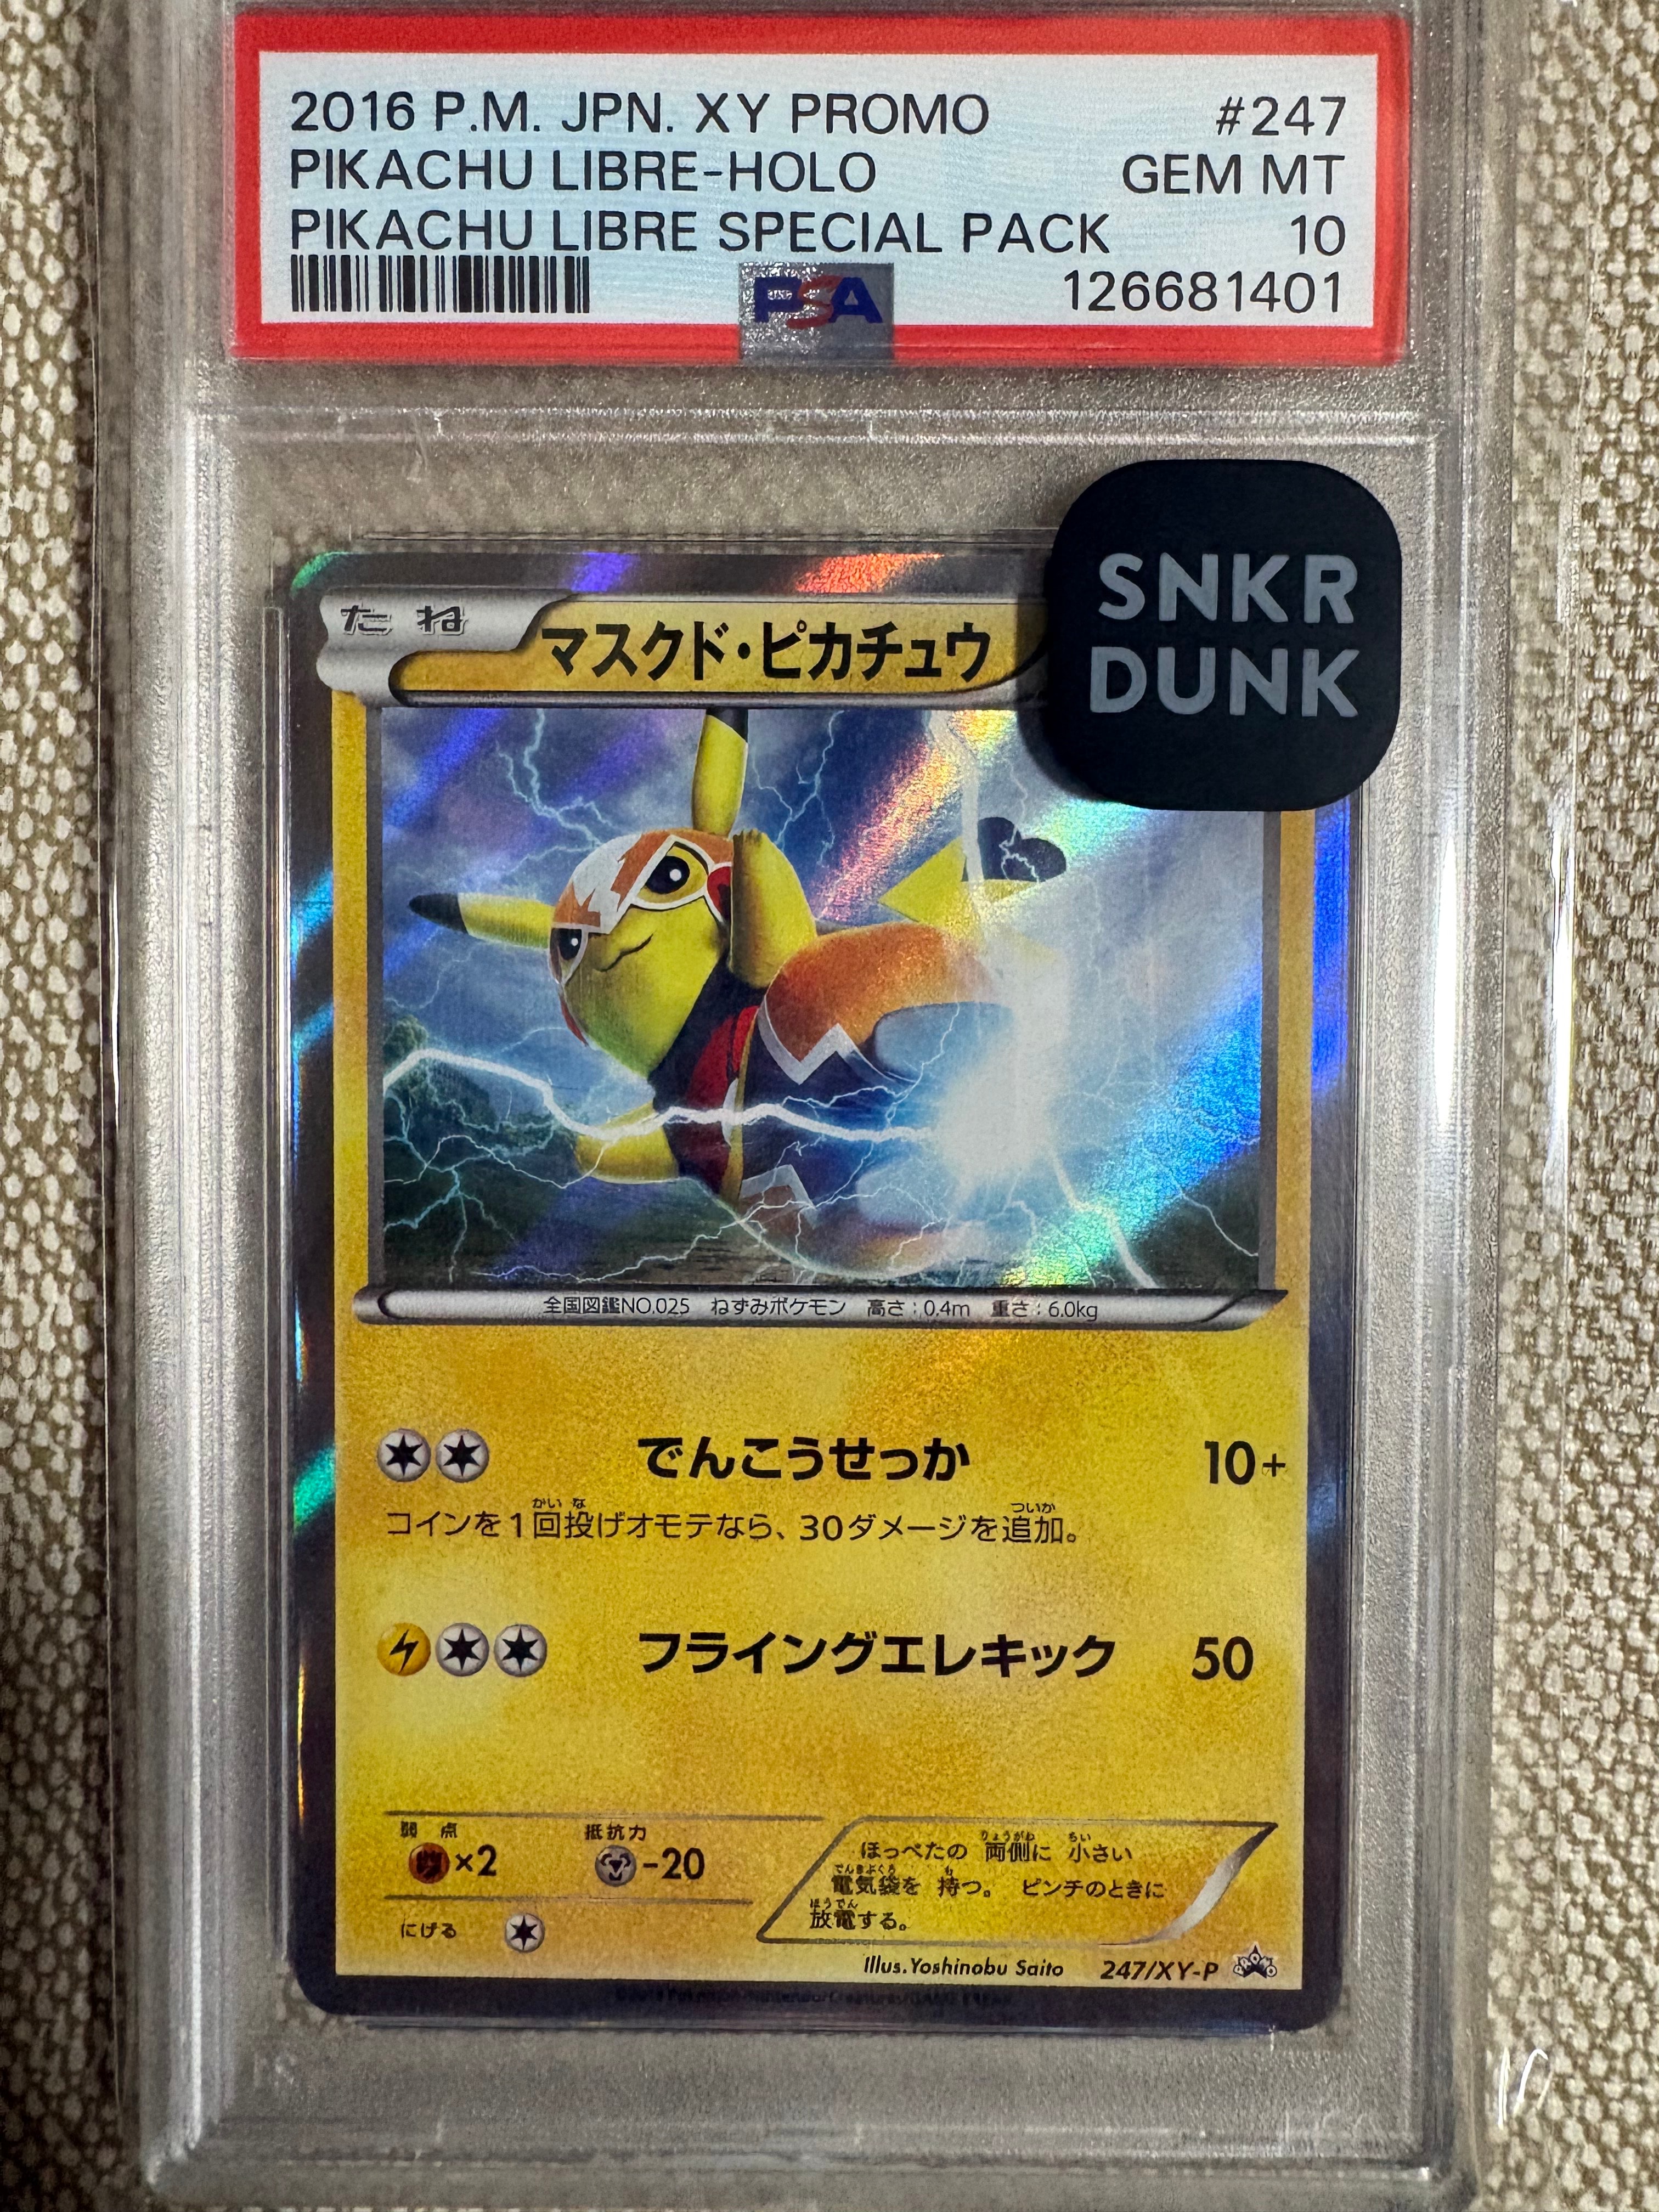 2016 P.M. JPN. XY PROMO #247
PIKACHU LIBRE-HOLO GEM MT
PIKACHU LIBRE SPECIAL PACK 10
PSA 126681401
SNKR
DUNK
たね マスクド・ピカチュウ
全国図鑑NO.025 ねずみポケモン 高さ:0.4m 重さ:6.0kg
でんこうせっか 10+
コインを1回投げオモテなら、30ダメージを追加。
フライングエレキック 50
弱点 抵抗力
×2 -20
にげる
ほっぺたの 両側に 小さい
電気袋を 持つ。 ピンチのときに
放電する。
Illus.Yoshinobu Saito 247/XY-P PROMO